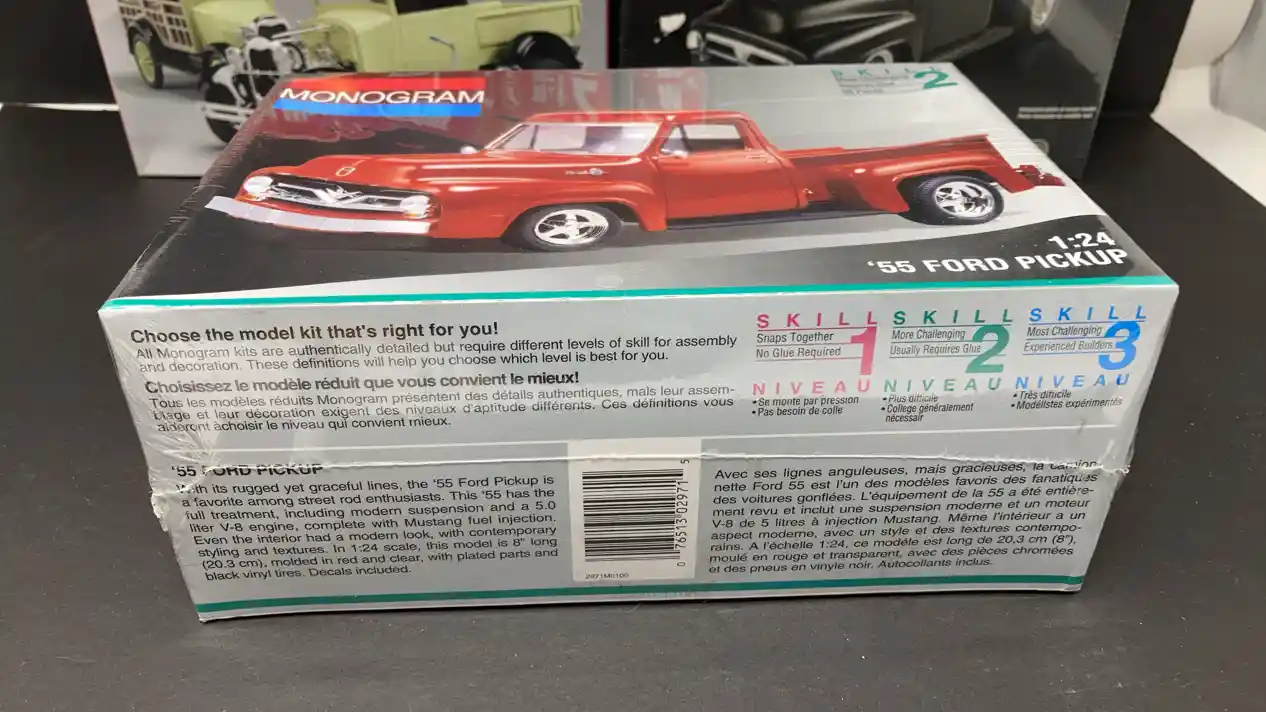 MONOGRAM
SKILL 2
1:24
'55 FORD PICKUP
Choose the model kit that's right for you!
All Monogram kits are authentically detailed but require different levels of skill for assembly
and decoration. These definitions will help you choose which level is best for you.
Choisissez le modèle réduit que vous convient le mieux!
Tous les modèles réduits Monogram présentent des détails authentiques, mais leur assem-
blage et leur décoration exigent des niveaux d'aptitude différents. Ces définitions vous
aideront àchoisir le niveau qui convient mieux.
SKILL 1
Snaps Together
No Glue Required
NIVEAU
• Se monte par pression
• Pas besoin de colle
SKILL 2
More Challenging
Usually Requires Glue
NIVEAU
• Plus difficile
• College généralement
nécessair
SKILL 3
Most Challenging
Experienced Builders
NIVEAU
• Très difficile
• Modélistes expérimentés
'55 FORD PICKUP
With its rugged yet graceful lines, the '55 Ford Pickup is
a favorite among street rod enthusiasts. This '55 has the
full treatment, including modern suspension and a 5.0
liter V-8 engine, complete with Mustang fuel injection.
Even the interior had a modern look, with contemporary
styling and textures. In 1:24 scale, this model is 8" long
(20.3 cm), molded in red and clear, with plated parts and
black vinyl tires. Decals included.
0 76513 02971 5
2971M0100
Avec ses lignes anguleuses, mais gracieuses, la camion
nette Ford 55 est l'un des modèles favoris des fanatiques
des voitures gonflées. L'équipement de la 55 a été entière-
ment revu et inclut une suspension moderne et un moteur
V-8 de 5 litres à injection Mustang. Même l'intérieur a un
aspect moderne, avec un style et des textures contempo-
rains. A l'échelle 1:24, ce modèle est long de 20,3 cm (8"),
moulé en rouge et transparent, avec des pièces chromées
et des pneus en vinyle noir. Autocollants inclus.